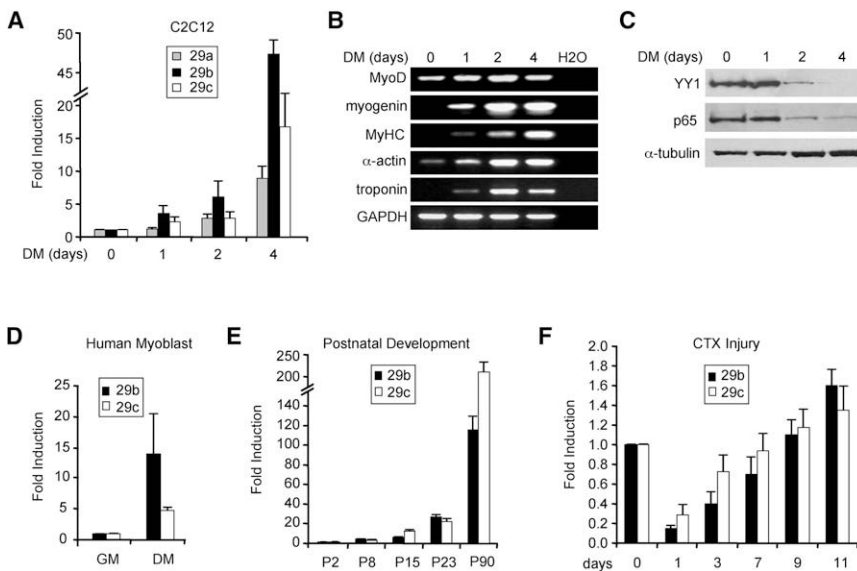 A
C2C12
29a
29b
29c
Fold Induction
50
45
20
15
10
5
1
DM (days) 0 1 2 4
B
DM (days) 0 1 2 4 H2O
MyoD
myogenin
MyHC
α-actin
troponin
GAPDH
C
DM (days) 0 1 2 4
YY1
p65
α-tubulin
D
Human Myoblast
29b
29c
Fold Induction
25
20
15
10
5
0
GM DM
E
Postnatal Development
29b
29c
Fold Induction
250
200
140
120
100
80
60
40
20
0
P2 P8 P15 P23 P90
F
CTX Injury
29b
29c
Fold Induction
2.0
1.8
1.6
1.4
1.2
1.0
0.8
0.6
0.4
0.2
0
days 0 1 3 7 9 11